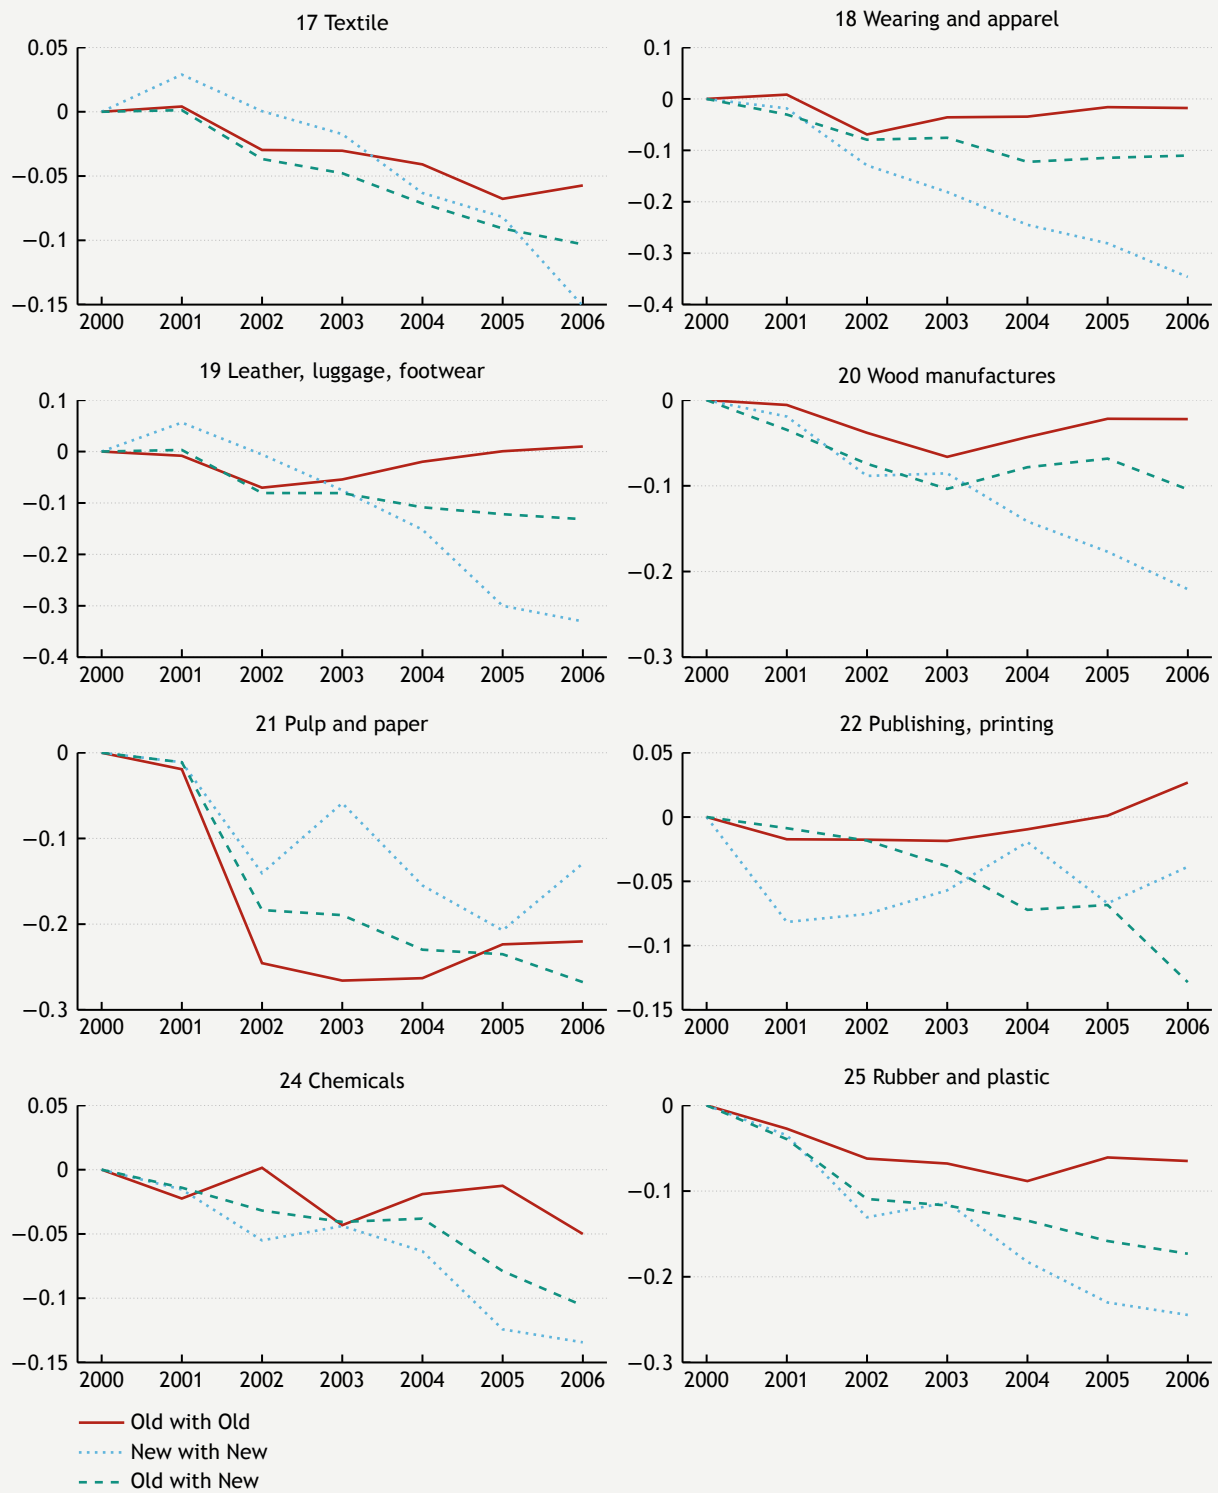 17 Textile
0.05
0
−0.05
−0.1
−0.15
2000 2001 2002 2003 2004 2005 2006
18 Wearing and apparel
0.1
0
−0.1
−0.2
−0.3
−0.4
2000 2001 2002 2003 2004 2005 2006
19 Leather, luggage, footwear
0.1
0
−0.1
−0.2
−0.3
−0.4
2000 2001 2002 2003 2004 2005 2006
20 Wood manufactures
0
−0.1
−0.2
−0.3
2000 2001 2002 2003 2004 2005 2006
21 Pulp and paper
0
−0.1
−0.2
−0.3
2000 2001 2002 2003 2004 2005 2006
22 Publishing, printing
0.05
0
−0.05
−0.1
−0.15
2000 2001 2002 2003 2004 2005 2006
24 Chemicals
0.05
0
−0.05
−0.1
−0.15
2000 2001 2002 2003 2004 2005 2006
25 Rubber and plastic
0
−0.1
−0.2
−0.3
2000 2001 2002 2003 2004 2005 2006
Old with Old
New with New
Old with New